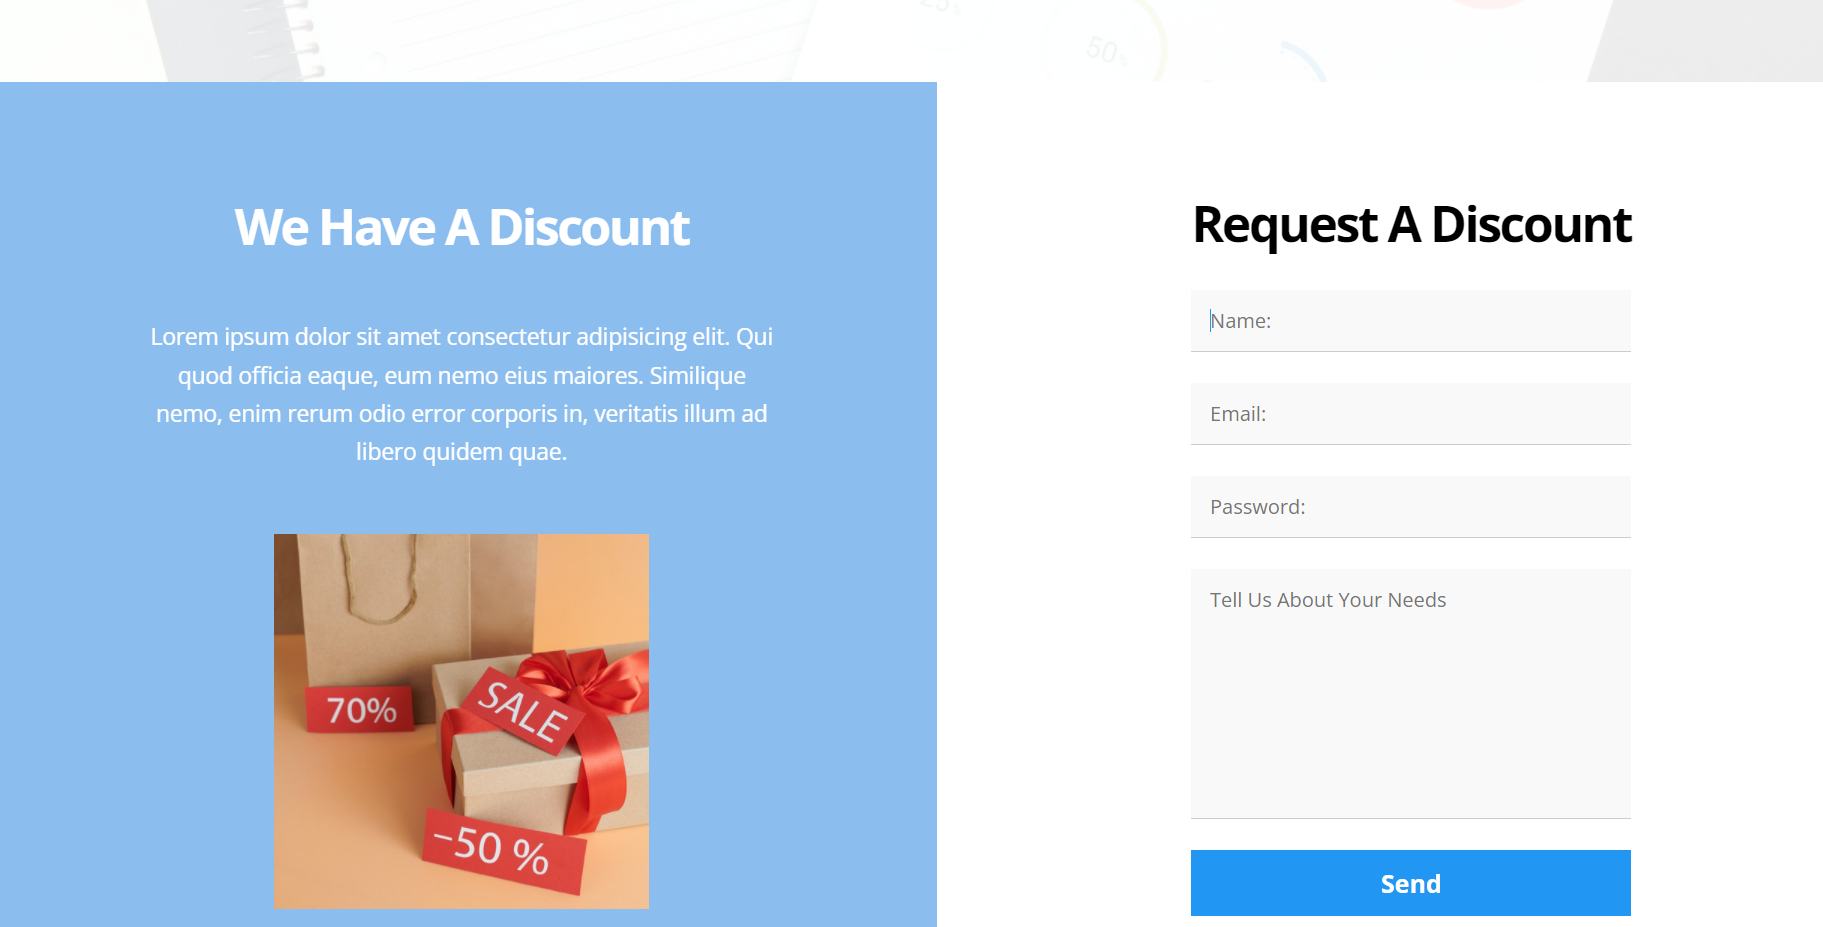 25%
50%
We Have A Discount
Lorem ipsum dolor sit amet consectetur adipisicing elit. Qui
quod officia eaque, eum nemo eius maiores. Similique
nemo, enim rerum odio error corporis in, veritatis illum ad
libero quidem quae.
70%
SALE
–50 %
Request A Discount
Name:
Email:
Password:
Tell Us About Your Needs
Send